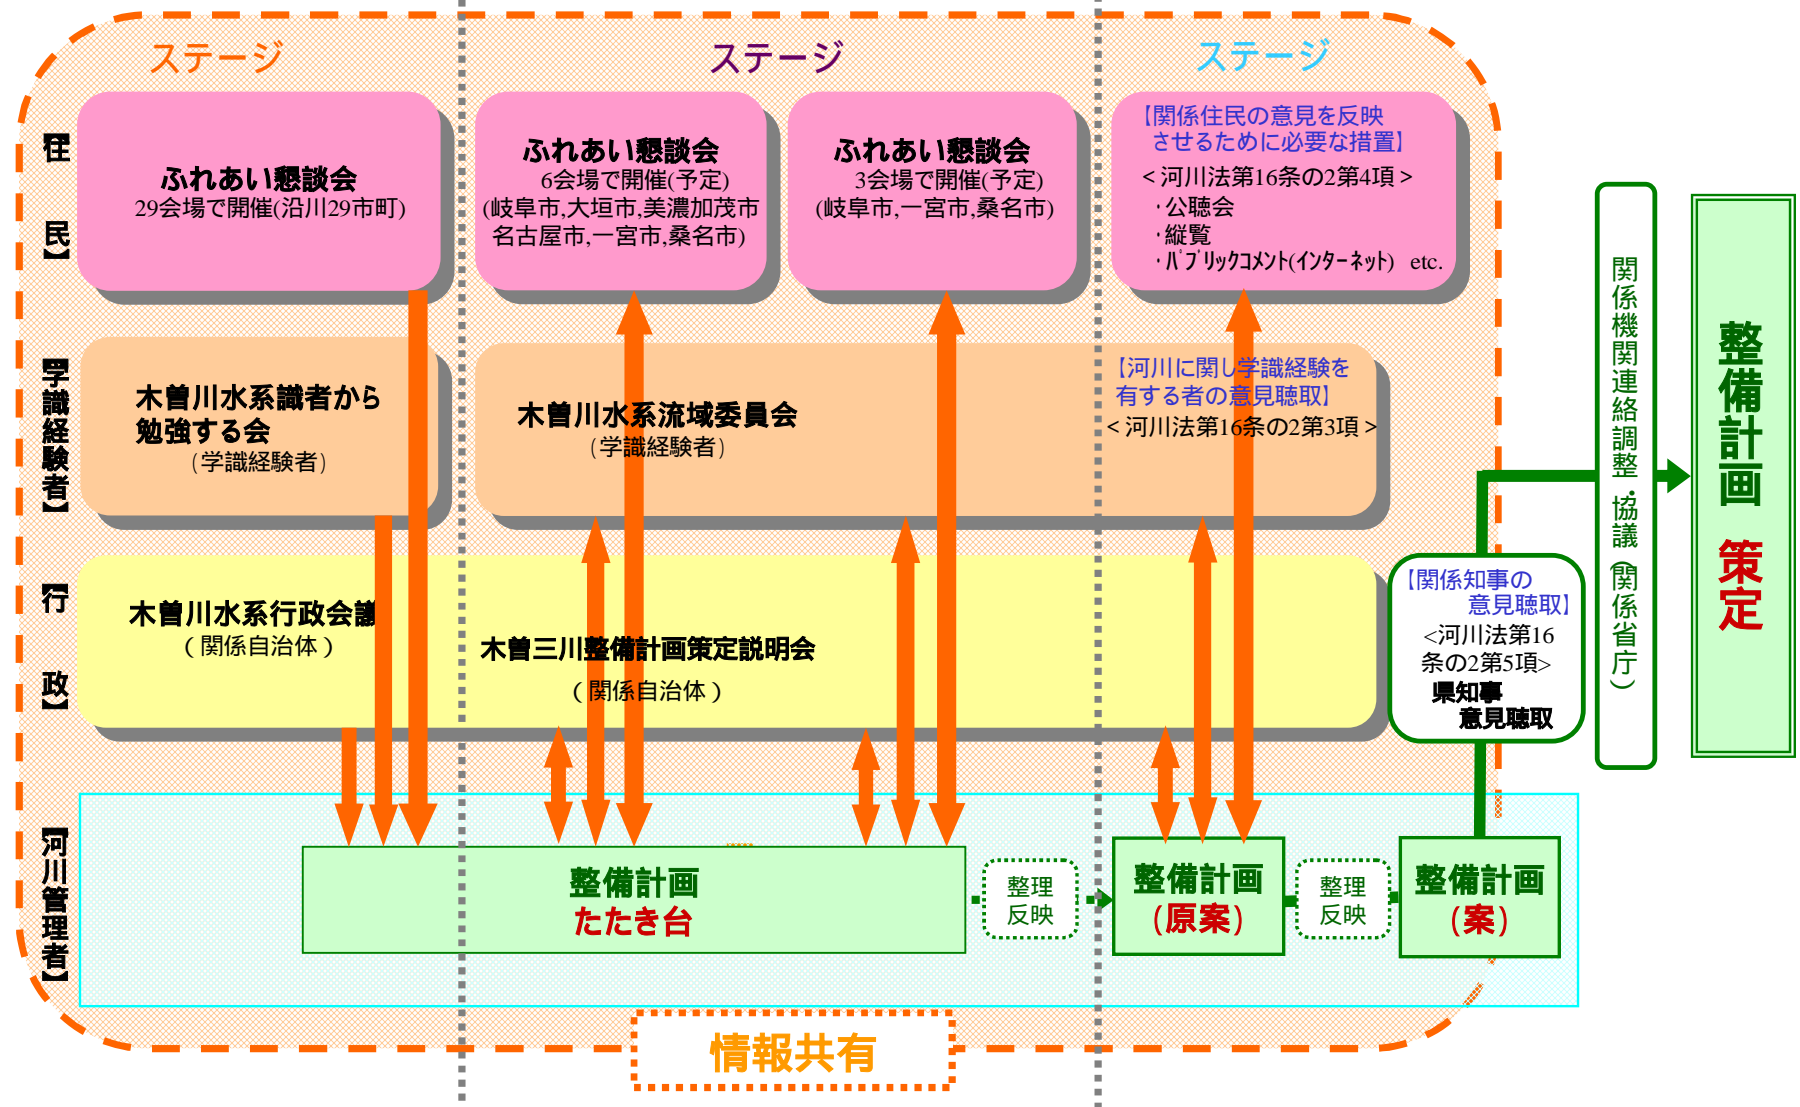 ステージ
ステージ
ステージ
【住民】
ふれあい懇談会
29会場で開催(沿川29市町)
ふれあい懇談会
6会場で開催(予定)
(岐阜市,大垣市,美濃加茂市
名古屋市,一宮市,桑名市)
ふれあい懇談会
3会場で開催(予定)
(岐阜市,一宮市,桑名市)
【関係住民の意見を反映
させるために必要な措置】
<河川法第16条の2第4項>
・公聴会
・縦覧
・パブリックコメント(インターネット) etc.
【学識経験者】
木曽川水系識者から
勉強する会
(学識経験者)
木曽川水系流域委員会
(学識経験者)
【河川に関し学識経験を
有する者の意見聴取】
<河川法第16条の2第3項>
【行政】
木曽川水系行政会議
(関係自治体)
木曽三川整備計画策定説明会
(関係自治体)
【関係知事の
意見聴取】
<河川法第16
条の2第5項>
県知事
意見聴取
関係機関連絡調整・協議(関係省庁)
整備計画 策定
【河川管理者】
整備計画
たたき台
整理
反映
整備計画
(原案)
整理
反映
整備計画
(案)
情報共有